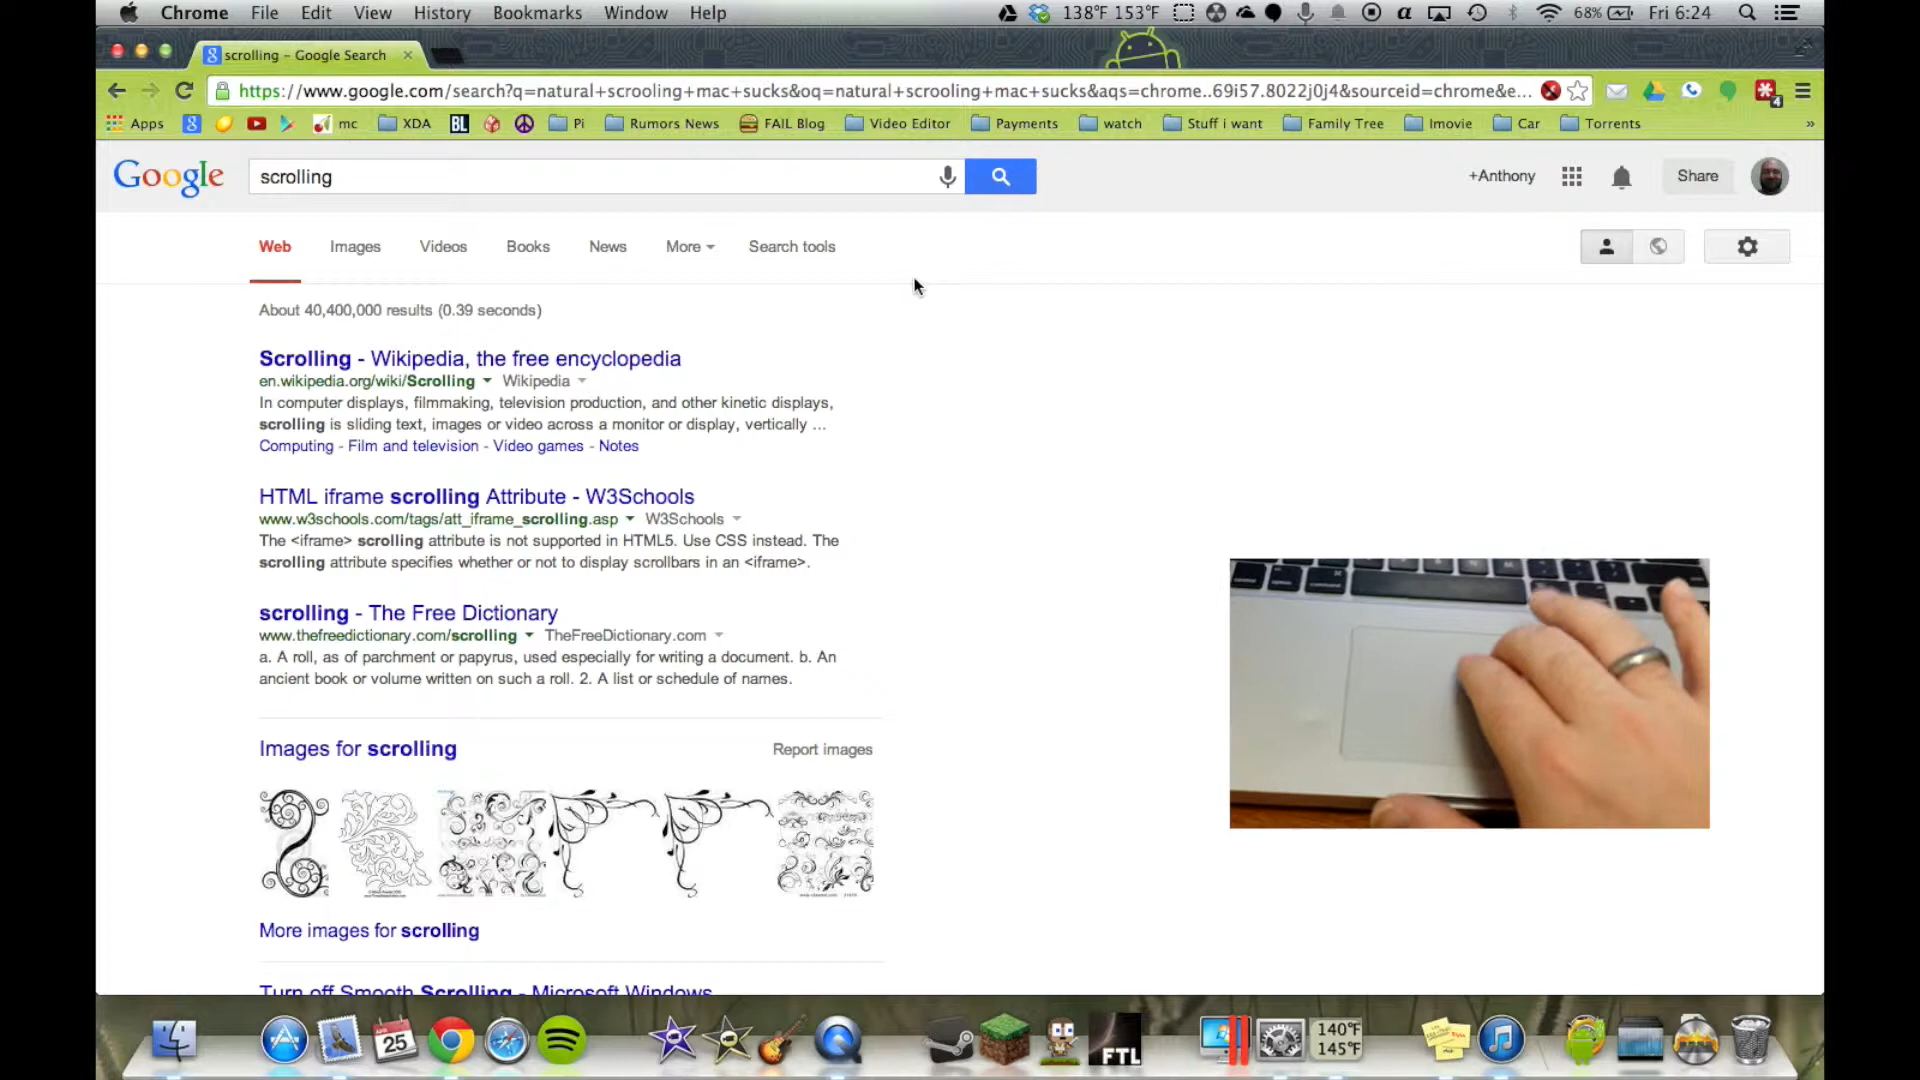 Chrome File Edit View History Bookmarks Window Help 138°F 153°F 68% Fri 6:24
scrolling - Google Search
https://www.google.com/search?q=natural+scrooling+mac+sucks&oq=natural+scrooling+mac+sucks&aqs=chrome..69i57.8022j0j4&sourceid=chrome&e...
4
Apps mc XDA BL Pi Rumors News FAIL Blog Video Editor Payments watch Stuff i want Family Tree Imovie Car Torrents »
Google scrolling +Anthony Share
Web Images Videos Books News More Search tools
About 40,400,000 results (0.39 seconds)
Scrolling - Wikipedia, the free encyclopedia
en.wikipedia.org/wiki/Scrolling Wikipedia
In computer displays, filmmaking, television production, and other kinetic displays,
scrolling is sliding text, images or video across a monitor or display, vertically ...
Computing - Film and television - Video games - Notes
HTML iframe scrolling Attribute - W3Schools
www.w3schools.com/tags/att_iframe_scrolling.asp W3Schools
The <iframe> scrolling attribute is not supported in HTML5. Use CSS instead. The
scrolling attribute specifies whether or not to display scrollbars in an <iframe>.
scrolling - The Free Dictionary
www.thefreedictionary.com/scrolling TheFreeDictionary.com
a. A roll, as of parchment or papyrus, used especially for writing a document. b. An
ancient book or volume written on such a roll. 2. A list or schedule of names.
Images for scrolling Report images
More images for scrolling
Turn off Smooth Scrolling - Microsoft Windows
25
FTL
140°F
145°F